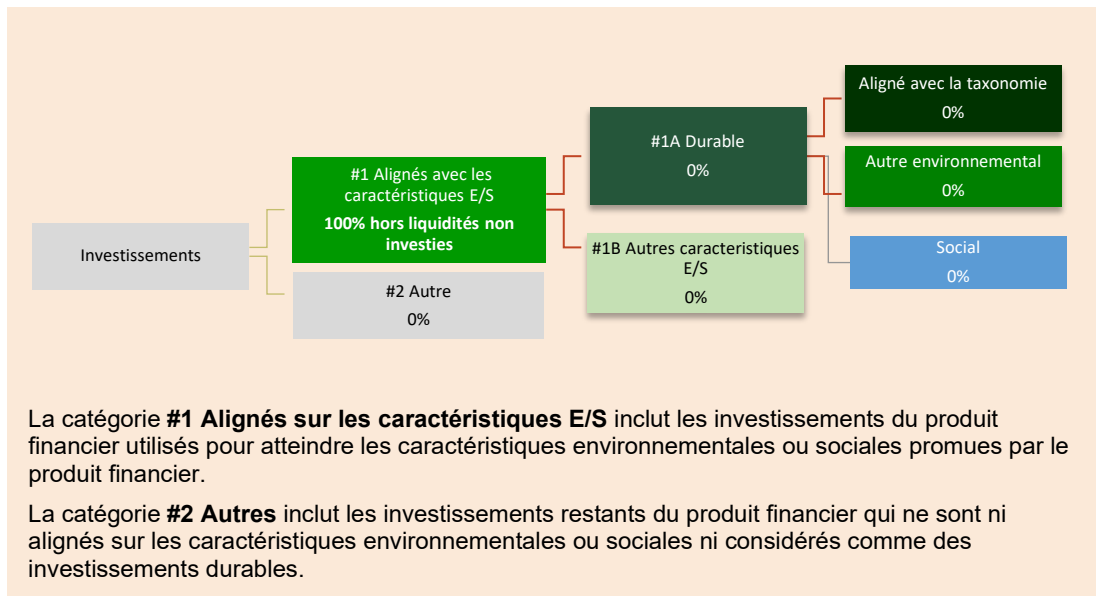 Investissements
#1 Alignés avec les
caractéristiques E/S
100% hors liquidités non
investies
#2 Autre
0%
#1A Durable
0%
#1B Autres caracteristiques
E/S
0%
Aligné avec la taxonomie
0%
Autre environnemental
0%
Social
0%
La catégorie #1 Alignés sur les caractéristiques E/S inclut les investissements du produit
financier utilisés pour atteindre les caractéristiques environnementales ou sociales promues par le
produit financier.
La catégorie #2 Autres inclut les investissements restants du produit financier qui ne sont ni
alignés sur les caractéristiques environnementales ou sociales ni considérés comme des
investissements durables.